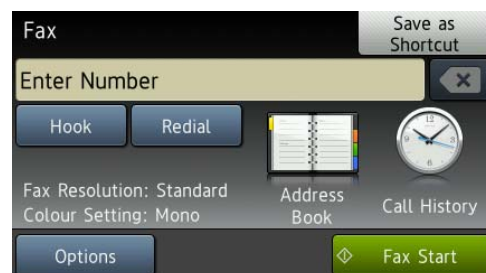 Fax
Save as
Shortcut
Enter Number
Hook
Redial
Fax Resolution: Standard
Colour Setting: Mono
Address
Book
Call History
Options
Fax Start